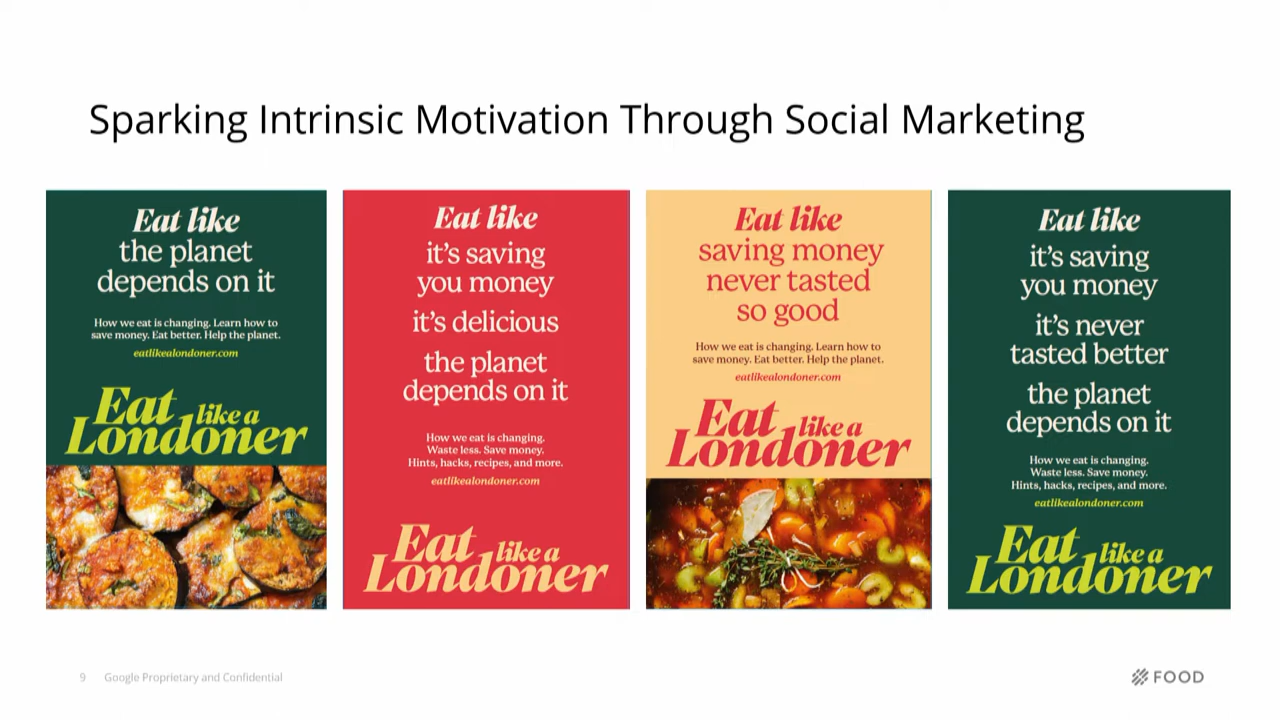 Sparking Intrinsic Motivation Through Social Marketing
Eat like
the planet
depends on it
How we eat is changing. Learn how to
save money. Eat better. Help the planet.
eatlikealondoner.com
Eat like a
Londoner
Eat like
it's saving
you money
it's delicious
the planet
depends on it
How we eat is changing.
Waste less. Save money.
Hints, hacks, recipes, and more.
eatlikealondoner.com
Eat like a
Londoner
Eat like
saving money
never tasted
so good
How we eat is changing. Learn how to
save money. Eat better. Help the planet.
eatlikealondoner.com
Eat like a
Londoner
Eat like
it's saving
you money
it's never
tasted better
the planet
depends on it
How we eat is changing.
Waste less. Save money.
Hints, hacks, recipes, and more.
eatlikealondoner.com
Eat like a
Londoner
9 Google Proprietary and Confidential
FOOD